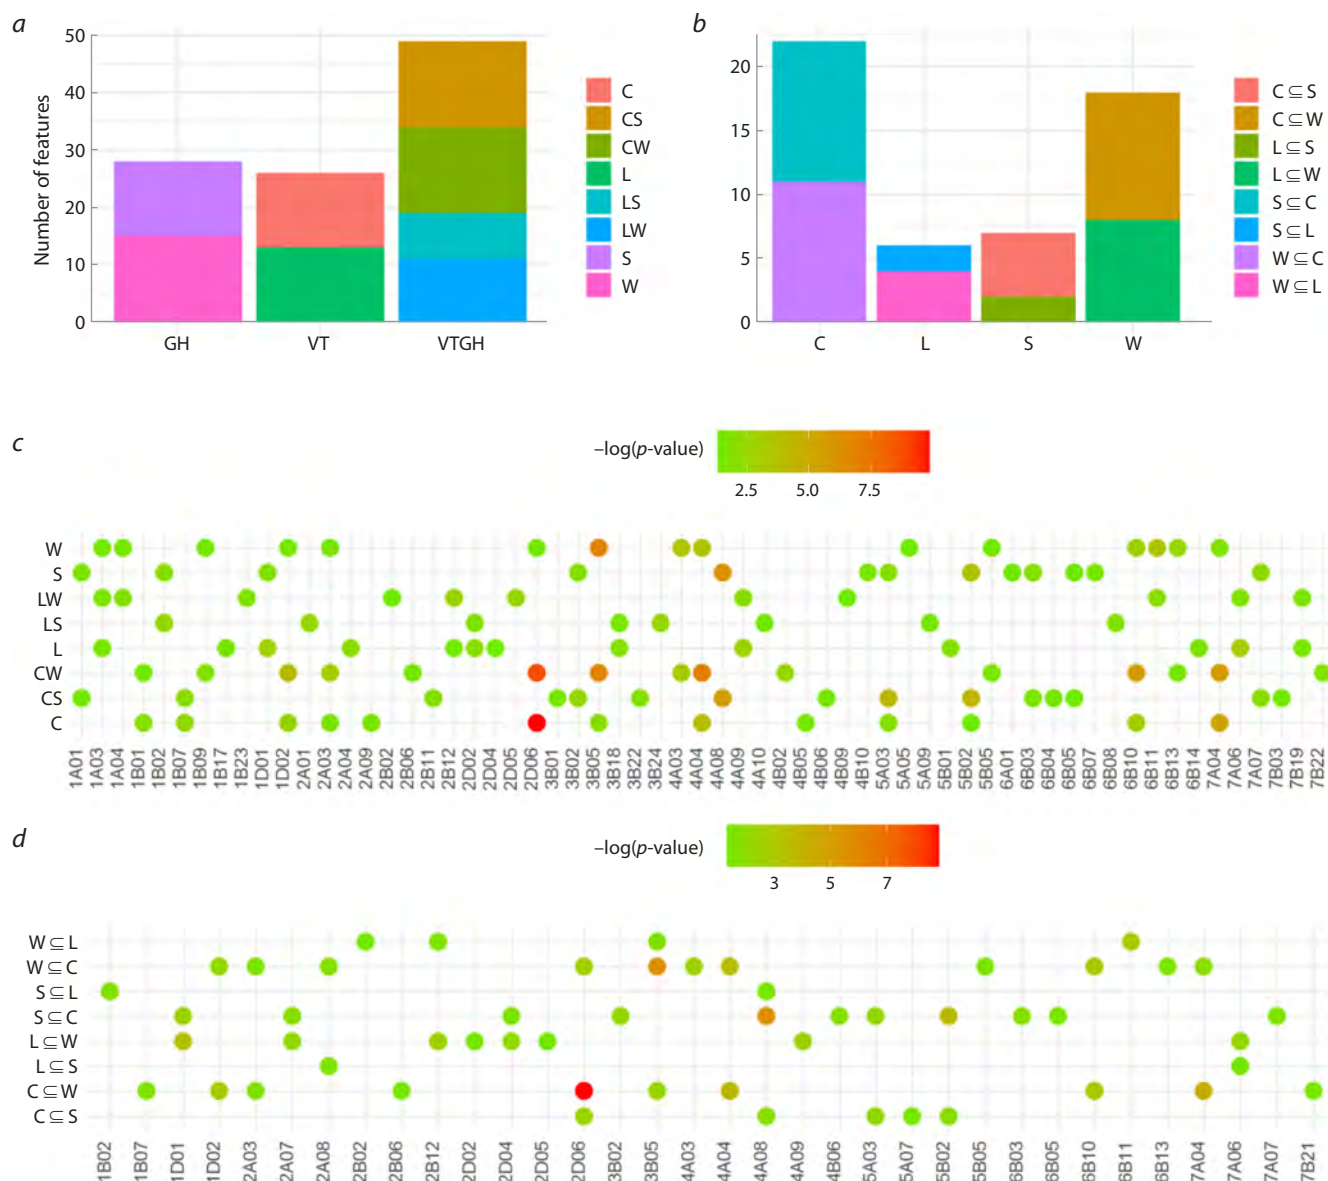 a
Number of features
50
40
30
20
10
0
GH VT VTGH
C
CS
CW
L
LS
LW
S
W
b
20
15
10
5
0
C L S W
C ⊆ S
C ⊆ W
L ⊆ S
L ⊆ W
S ⊆ C
S ⊆ L
W ⊆ C
W ⊆ L
c
–log(p-value)
2.5 5.0 7.5
W
S
LW
LS
L
CW
CS
C
1A01 1A03 1A04 1B01 1B02 1B07 1B09 1B17 1B23 1D01 1D02 2A01 2A03 2A04 2A09 2B02 2B06 2B11 2B12 2D02 2D04 2D05 2D06 3B01 3B02 3B05 3B18 3B22 3B24 4A03 4A04 4A08 4A09 4A10 4B02 4B05 4B06 4B09 4B10 5A03 5A05 5A09 5B01 5B02 5B05 6A01 6B03 6B04 6B05 6B07 6B08 6B10 6B11 6B13 6B14 7A04 7A06 7A07 7B03 7B19 7B22
d
–log(p-value)
3 5 7
W ⊆ L
W ⊆ C
S ⊆ L
S ⊆ C
L ⊆ W
L ⊆ S
C ⊆ W
C ⊆ S
1B02 1B07 1D01 1D02 2A03 2A07 2A08 2B02 2B06 2B12 2D02 2D04 2D05 2D06 3B02 3B05 4A03 4A04 4A08 4A09 4B06 5A03 5A07 5B02 5B05 6B03 6B05 6B10 6B11 6B13 7A04 7A06 7A07 7B21